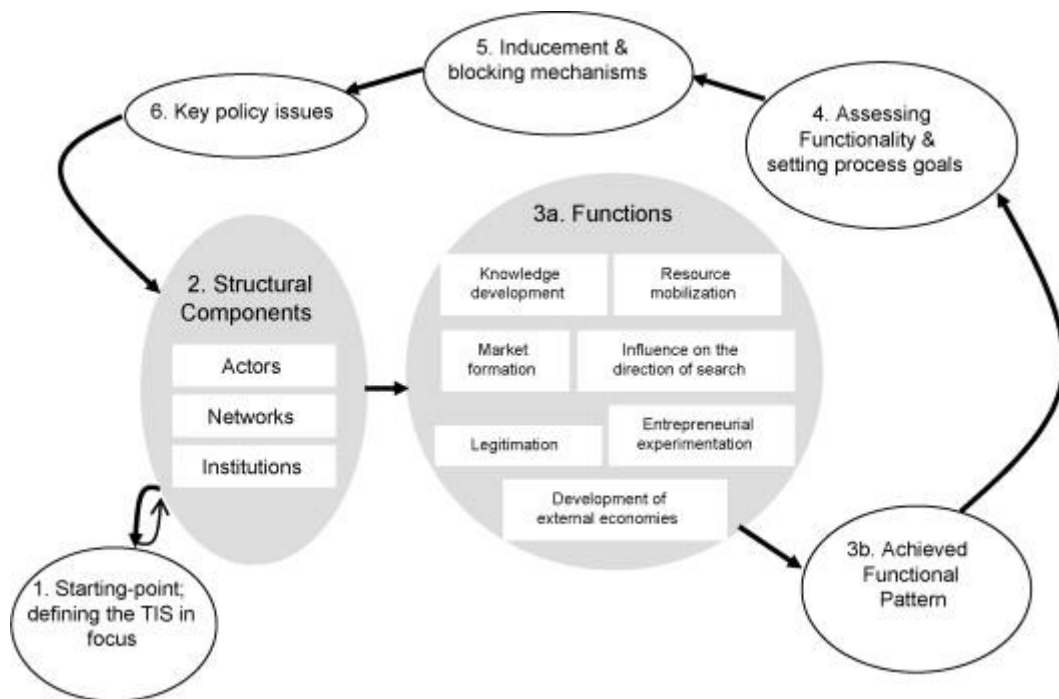 5. Inducement &
blocking mechanisms
6. Key policy issues
4. Assessing
Functionality &
setting process goals
3a. Functions
Knowledge
development
Resource
mobilization
2. Structural
Components
Market
formation
Influence on the
direction of search
Actors
Networks
Institutions
Legitimation
Entrepreneurial
experimentation
Development of
external economies
3b. Achieved
Functional
Pattern
1. Starting-point;
defining the TIS in
focus